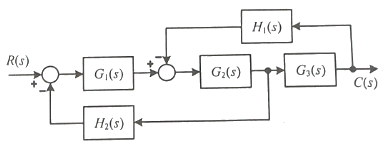 H₁(s)
R(s)
+
−
G₁(s)
+
−
G₂(s)
G₃(s)
C(s)
H₂(s)